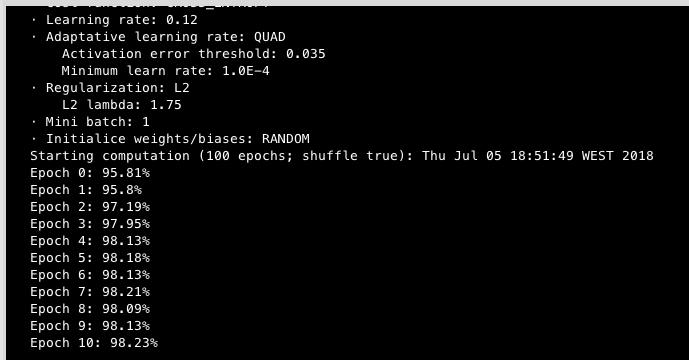 · Learning rate: 0.12
· Adaptative learning rate: QUAD
Activation error threshold: 0.035
Minimum learn rate: 1.0E-4
· Regularization: L2
L2 lambda: 1.75
· Mini batch: 1
· Initialice weights/biases: RANDOM
Starting computation (100 epochs; shuffle true): Thu Jul 05 18:51:49 WEST 2018
Epoch 0: 95.81%
Epoch 1: 95.8%
Epoch 2: 97.19%
Epoch 3: 97.95%
Epoch 4: 98.13%
Epoch 5: 98.18%
Epoch 6: 98.13%
Epoch 7: 98.21%
Epoch 8: 98.09%
Epoch 9: 98.13%
Epoch 10: 98.23%